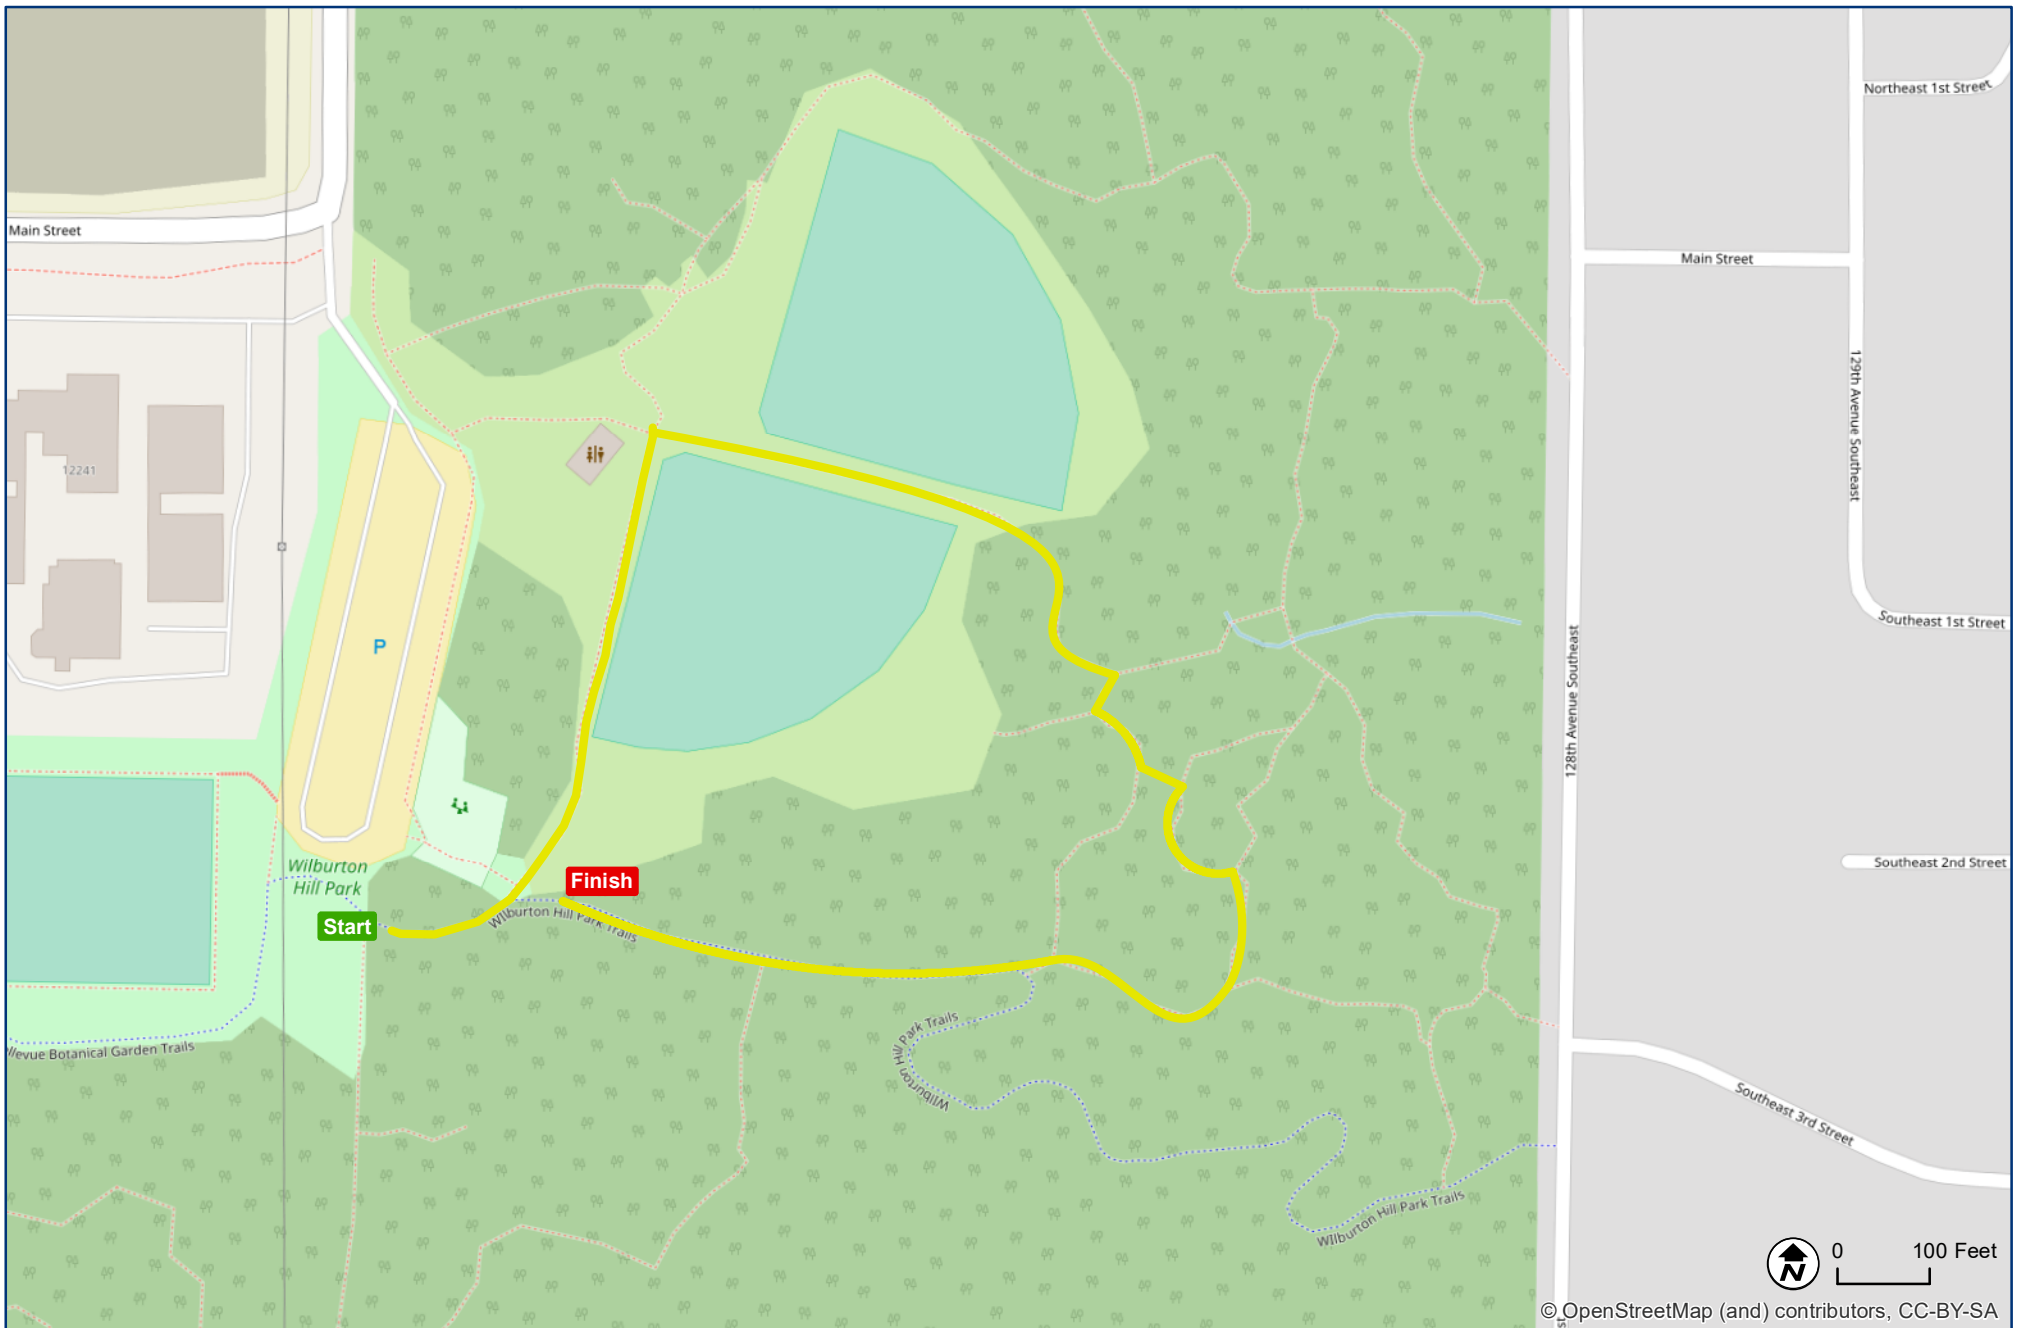 Northeast 1st Street
Main Street
Main Street
129th Avenue Southeast
12241
Southeast 1st Street
P
128th Avenue Southeast
Wilburton
Hill Park
Southeast 2nd Street
Finish
Start
WIlburton Hill Park Trails
WIlburton Hill Park Trails
llevue Botanical Garden Trails
Southeast 3rd Street
WIlburton Hill Park Trails
N
0 100 Feet
© OpenStreetMap (and) contributors, CC-BY-SA